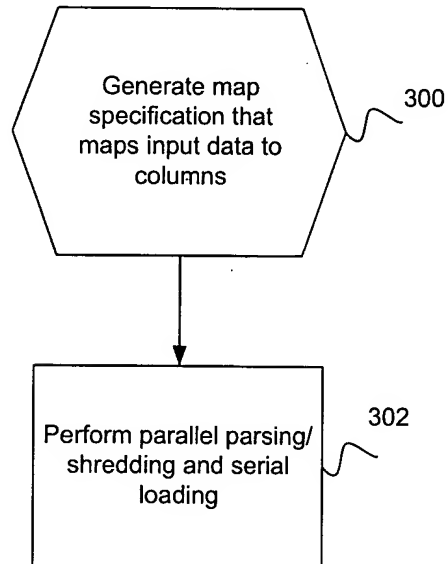 Generate map
specification that
maps input data to
columns
300
Perform parallel parsing/
shredding and serial
loading
302